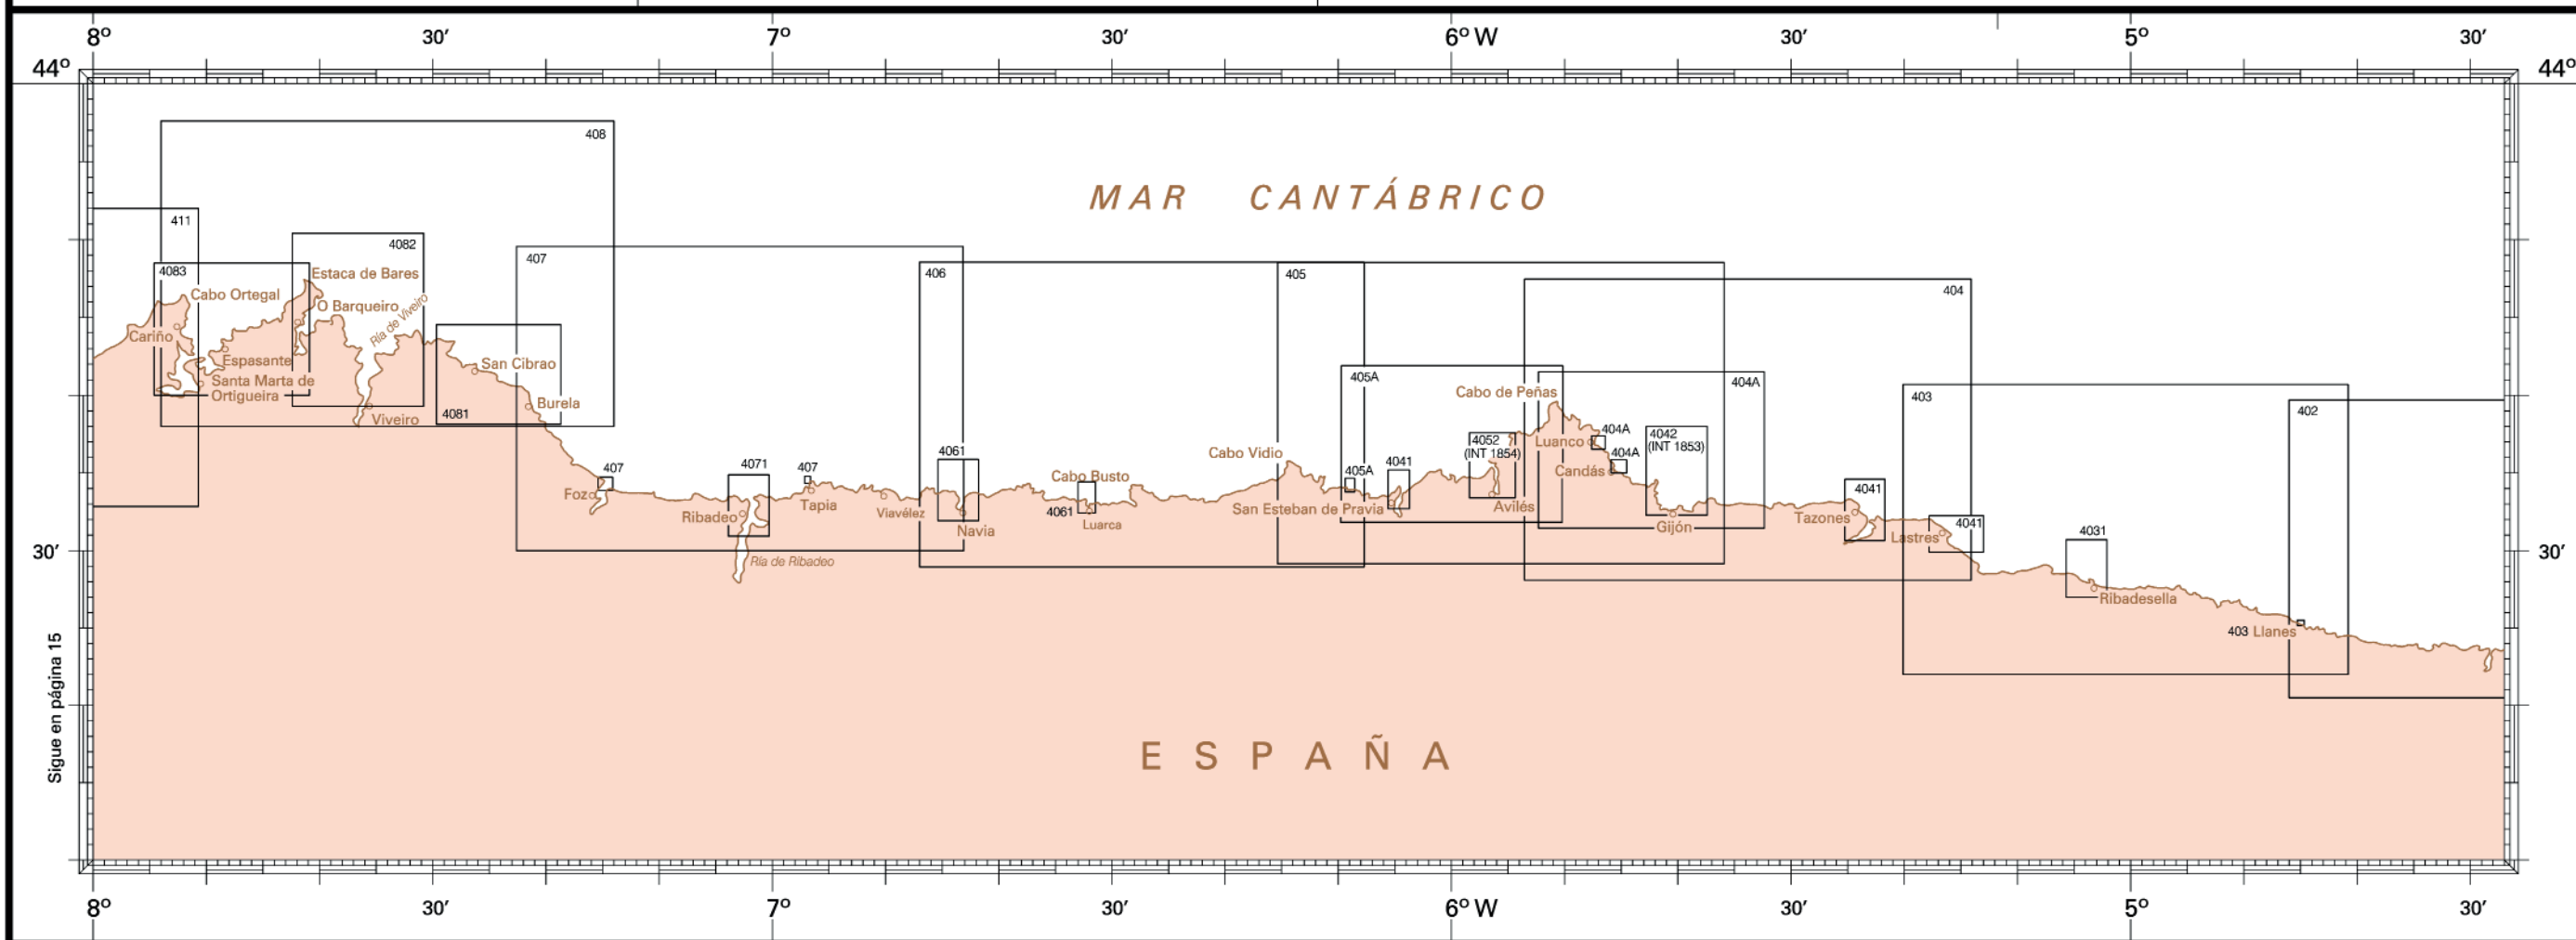 8º 30′ 7º 30′ 6º W 30′ 5º 30′
44º 44º
408
MAR CANTÁBRICO
411
4082
407
4083
Estaca de Bares
406
405
404
Cabo Ortegal
O Barqueiro
Ría de Viveiro
Cariño
Espasante
San Cibrao
Santa Marta de
Ortigueira
405A
404A
Cabo de Peñas
403
402
Burela
4081
Viveiro
404A
4042
(INT 1853)
4052
(INT 1854)
Luanco
4061
Cabo Vidio
404A
407
4071
407
Cabo Busto
405A
4041
Candás
4041
Foz
Tapia
Viavélez
4061
Luarca
San Esteban de Pravia
Avilés
Ribadeo
Gijón
Tazones
4041
Navia
Lastres
4031
30′ 30′
Ría de Ribadeo
Ribadesella
403 Llanes
Sigue en página 15
ESPAÑA
8º 30′ 7º 30′ 6º W 30′ 5º 30′